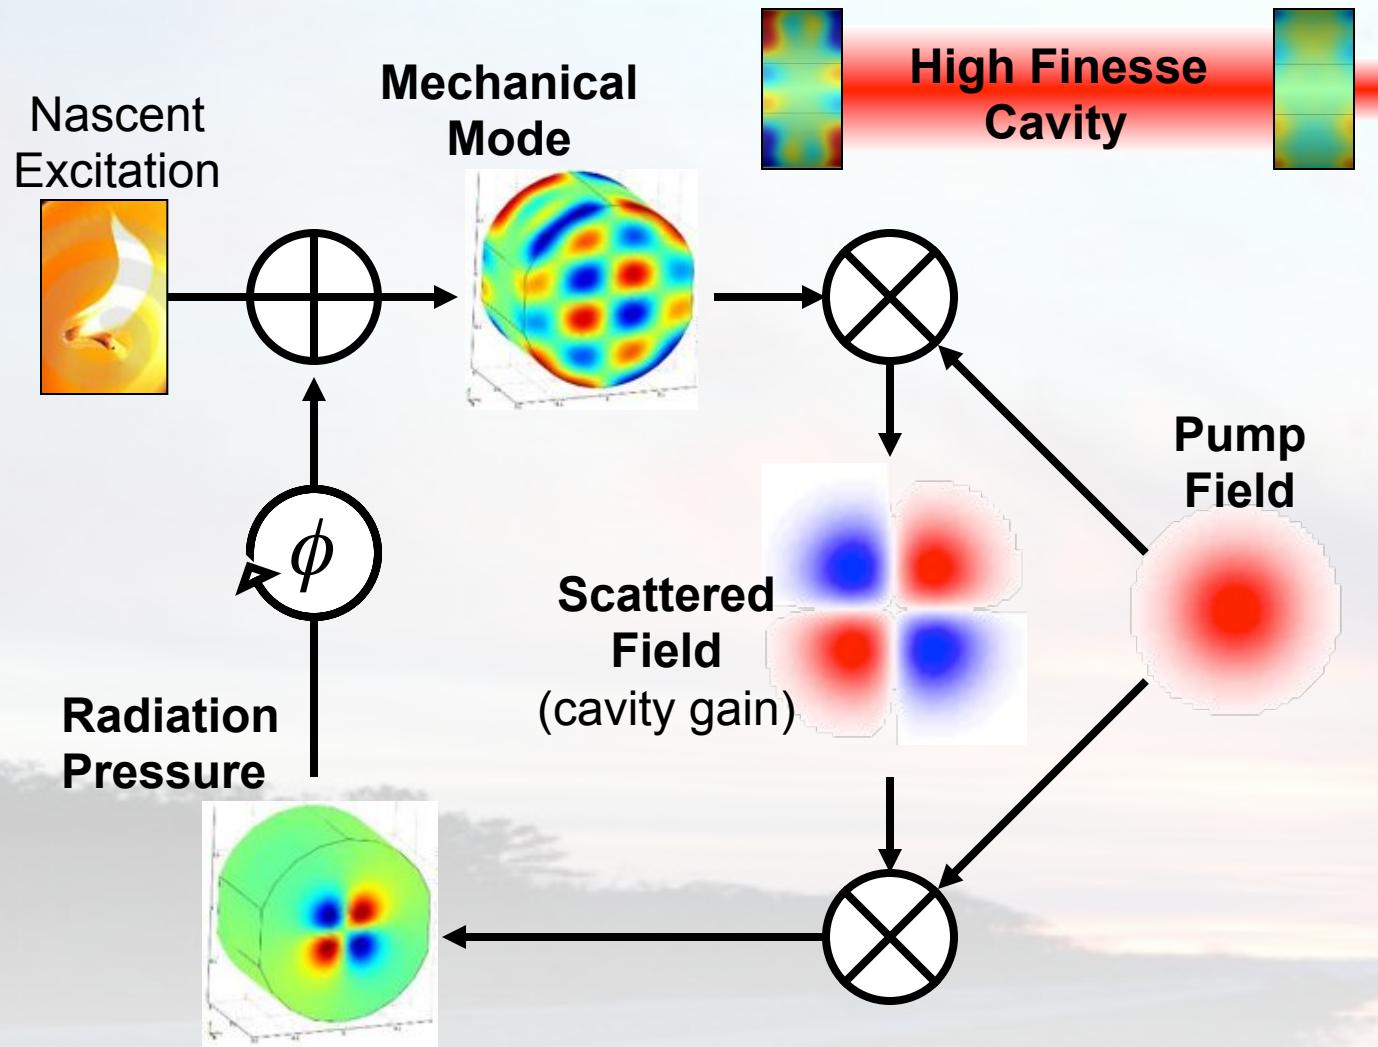 High Finesse
Cavity
Mechanical
Mode
Nascent
Excitation
Pump
Field
ϕ
Scattered
Field
(cavity gain)
Radiation
Pressure